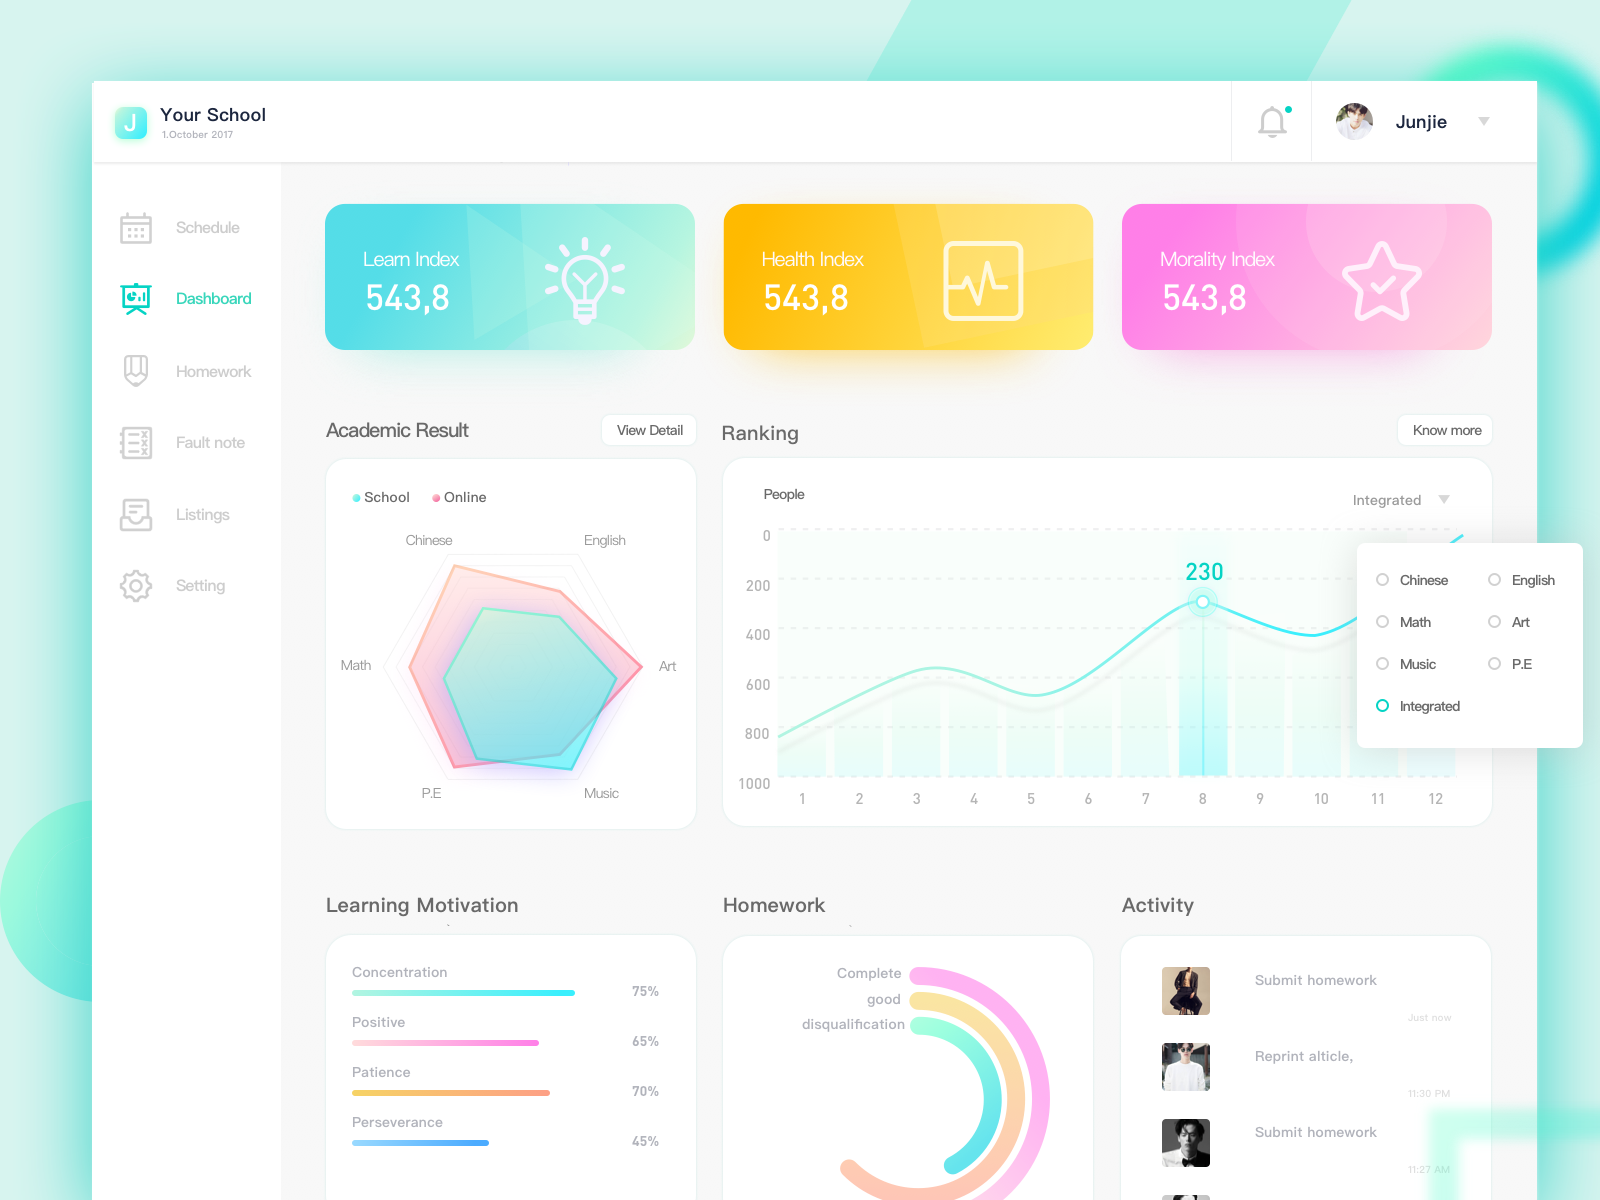 J
Your School
1.October 2017
Junjie
Schedule
Dashboard
Homework
Fault note
Listings
Setting
Learn Index
543,8
Health Index
543,8
Morality Index
543,8
Academic Result
View Detail
School
Online
Chinese
English
Math
Art
P.E
Music
Ranking
Know more
People
Integrated
0
200
400
600
800
1000
230
1 2 3 4 5 6 7 8 9 10 11 12
Chinese
English
Math
Art
Music
P.E
Integrated
Learning Motivation
Concentration
75%
Positive
65%
Patience
70%
Perseverance
45%
Homework
Complete
good
disqualification
Activity
Submit homework
Just now
Reprint alticle,
11:30 PM
Submit homework
11:27 AM